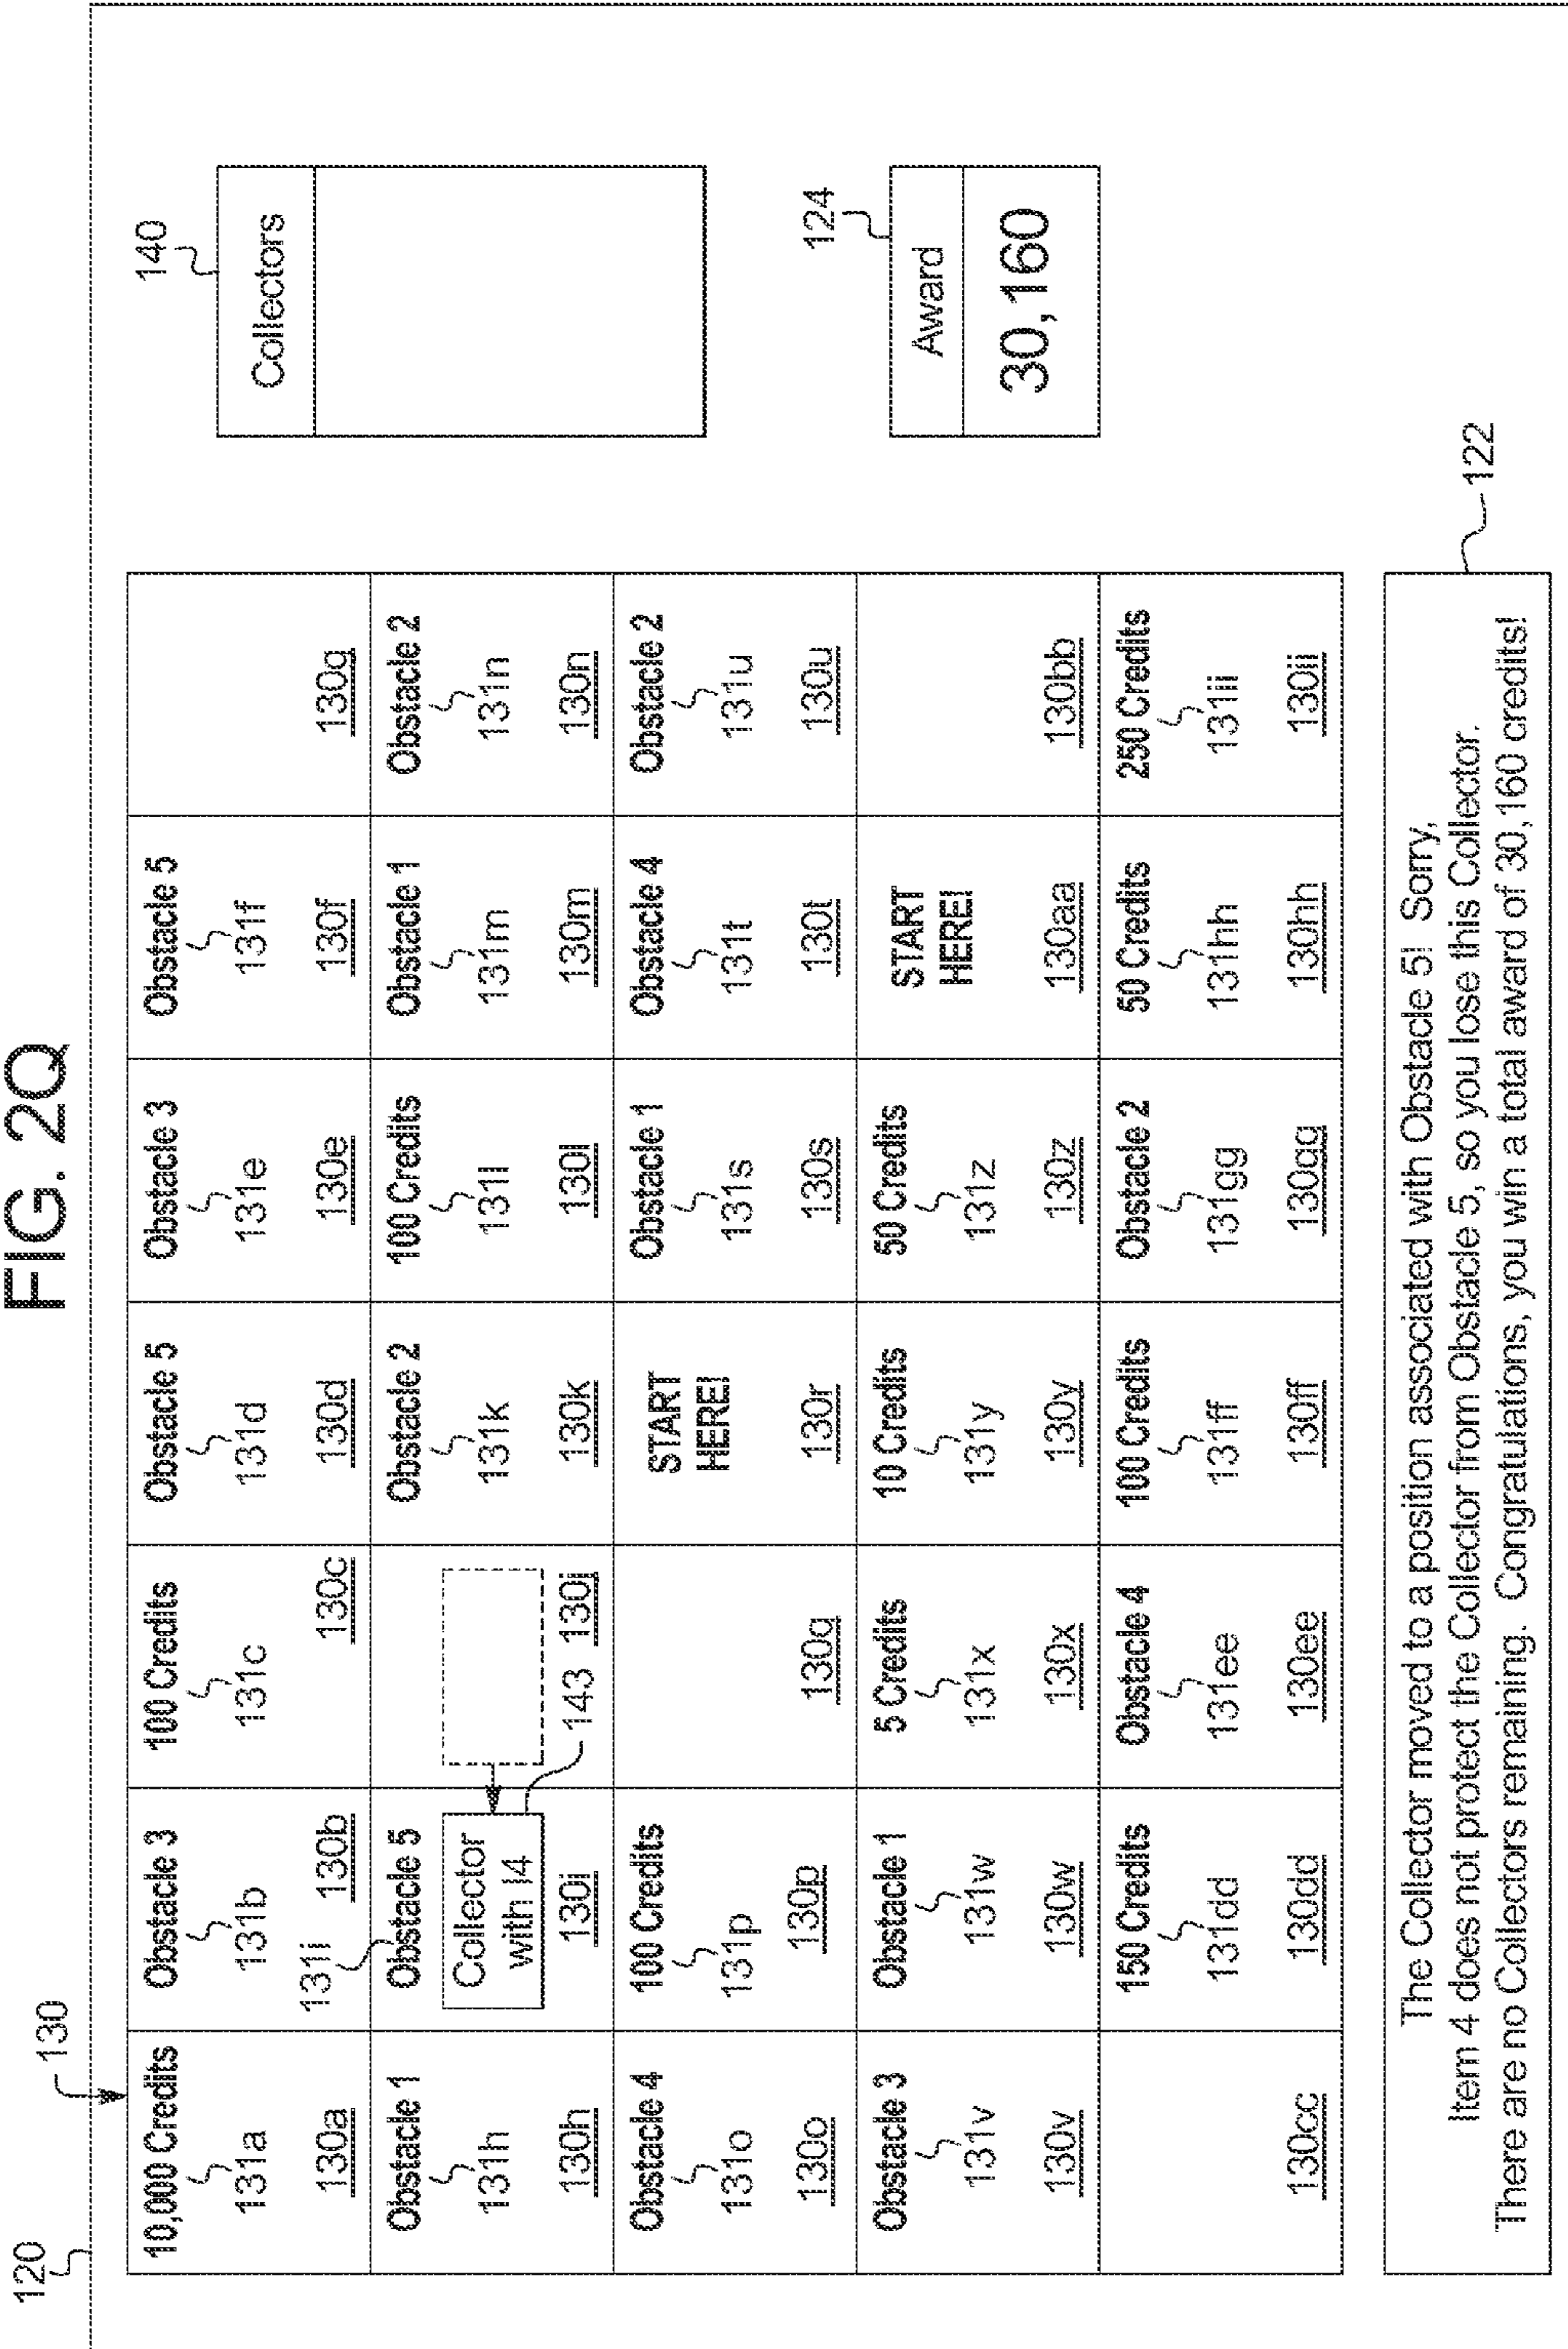 FIG. 2Q
120
130
10,000 Credits
131a
130a
Obstacle 3
131b
130b
100 Credits
131c
130c
Obstacle 5
131d
130d
Obstacle 3
131e
130e
Obstacle 5
131f
130f
130g
Obstacle 1
131h
130h
131i
Obstacle 5
Collector
with I4
130i
143
130j
Obstacle 2
131k
130k
100 Credits
131l
130l
Obstacle 1
131m
130m
Obstacle 2
131n
130n
Obstacle 4
131o
130o
100 Credits
131p
130p
130q
START
HERE!
130r
Obstacle 1
131s
130s
Obstacle 4
131t
130t
Obstacle 2
131u
130u
Obstacle 3
131v
130v
Obstacle 1
131w
130w
5 Credits
131x
130x
10 Credits
131y
130y
50 Credits
131z
130z
START
HERE!
130aa
130bb
130cc
150 Credits
131dd
130dd
Obstacle 4
131ee
130ee
100 Credits
131ff
130ff
Obstacle 2
131gg
130gg
50 Credits
131hh
130hh
250 Credits
131ii
130ii
140
Collectors
124
Award
30,160
The Collector moved to a position associated with Obstacle 5! Sorry,
Item 4 does not protect the Collector from Obstacle 5, so you lose this Collector.
There are no Collectors remaining. Congratulations, you win a total award of 30,160 credits!
122